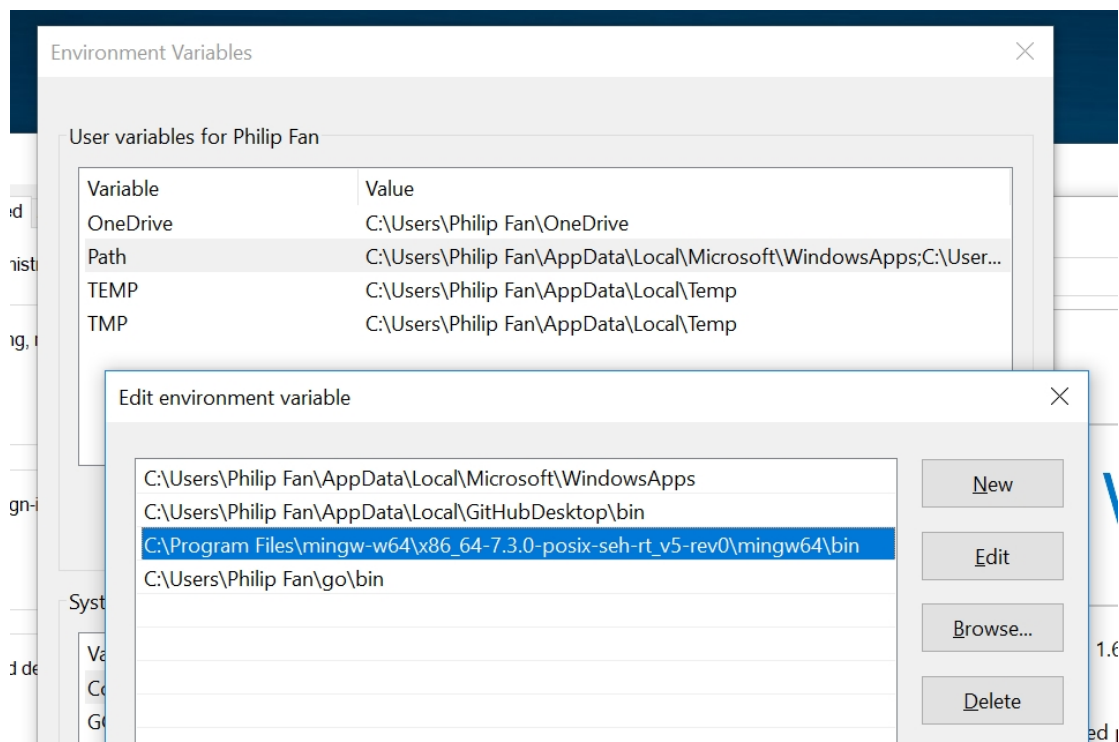 Environment Variables
User variables for Philip Fan
Variable Value
OneDrive C:\Users\Philip Fan\OneDrive
Path C:\Users\Philip Fan\AppData\Local\Microsoft\WindowsApps;C:\User...
TEMP C:\Users\Philip Fan\AppData\Local\Temp
TMP C:\Users\Philip Fan\AppData\Local\Temp
Edit environment variable
C:\Users\Philip Fan\AppData\Local\Microsoft\WindowsApps
New
C:\Users\Philip Fan\AppData\Local\GitHubDesktop\bin
C:\Program Files\mingw-w64\x86_64-7.3.0-posix-seh-rt_v5-rev0\mingw64\bin
Edit
C:\Users\Philip Fan\go\bin
Syst
Browse...
Delete